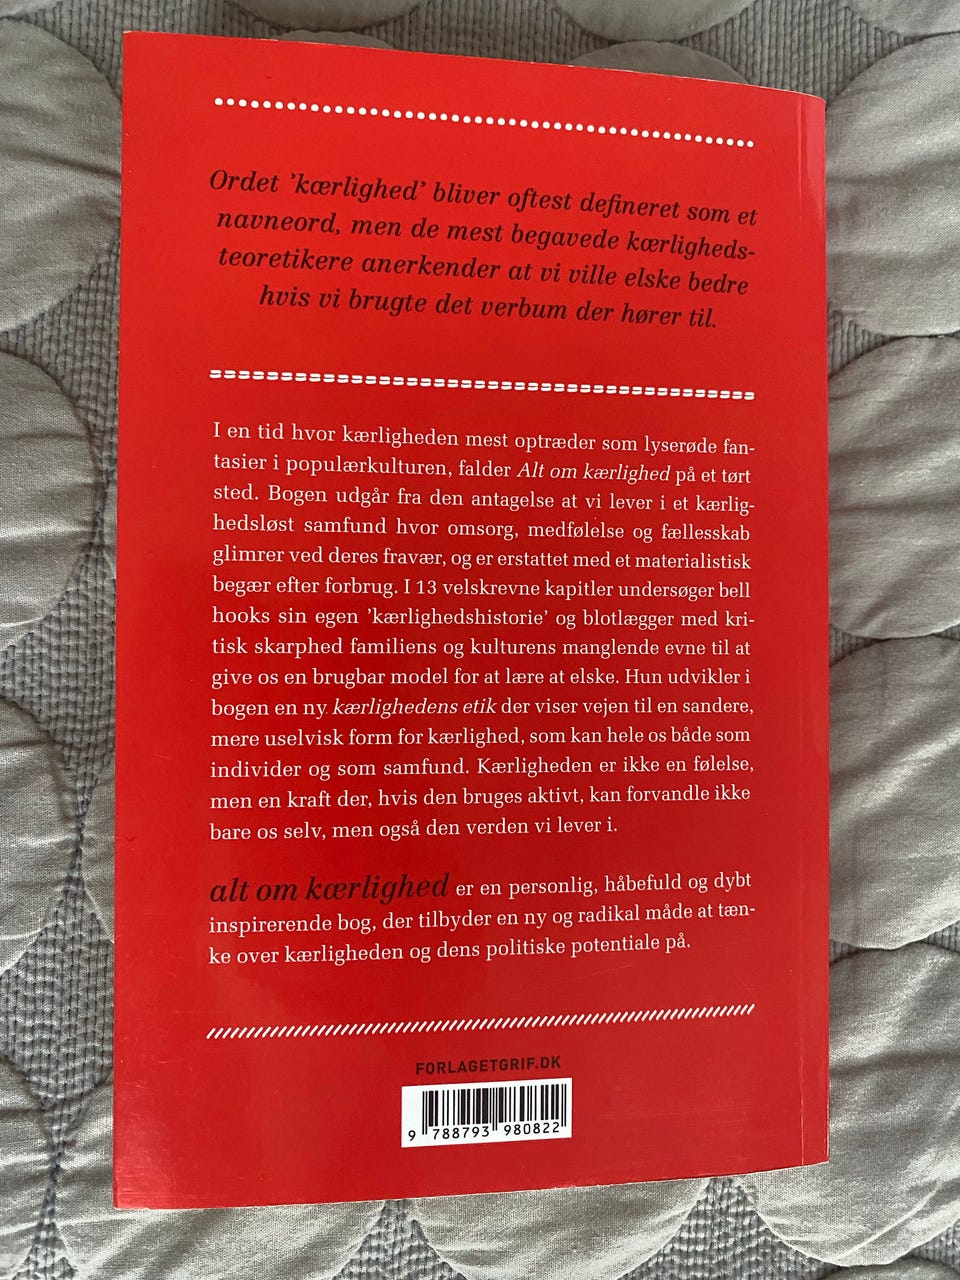 Ordet ’kærlighed’ bliver oftest defineret som et
navneord, men de mest begavede kærligheds-
teoretikere anerkender at vi ville elske bedre
hvis vi brugte det verbum der hører til.
I en tid hvor kærligheden mest optræder som lyserøde fan-
tasier i populærkulturen, falder Alt om kærlighed på et tørt
sted. Bogen udgår fra den antagelse at vi lever i et kærlig-
hedsløst samfund hvor omsorg, medfølelse og fællesskab
glimrer ved deres fravær, og er erstattet med et materialistisk
begær efter forbrug. I 13 velskrevne kapitler undersøger bell
hooks sin egen ’kærlighedshistorie’ og blotlægger med kri-
tisk skarphed familiens og kulturens manglende evne til at
give os en brugbar model for at lære at elske. Hun udvikler i
bogen en ny kærlighedens etik der viser vejen til en sandere,
mere uselvisk form for kærlighed, som kan hele os både som
individer og som samfund. Kærligheden er ikke en følelse,
men en kraft der, hvis den bruges aktivt, kan forvandle ikke
bare os selv, men også den verden vi lever i.
alt om kærlighed er en personlig, håbefuld og dybt
inspirerende bog, der tilbyder en ny og radikal måde at tæn-
ke over kærligheden og dens politiske potentiale på.
FORLAGETGRIF.DK
9 788793 980822